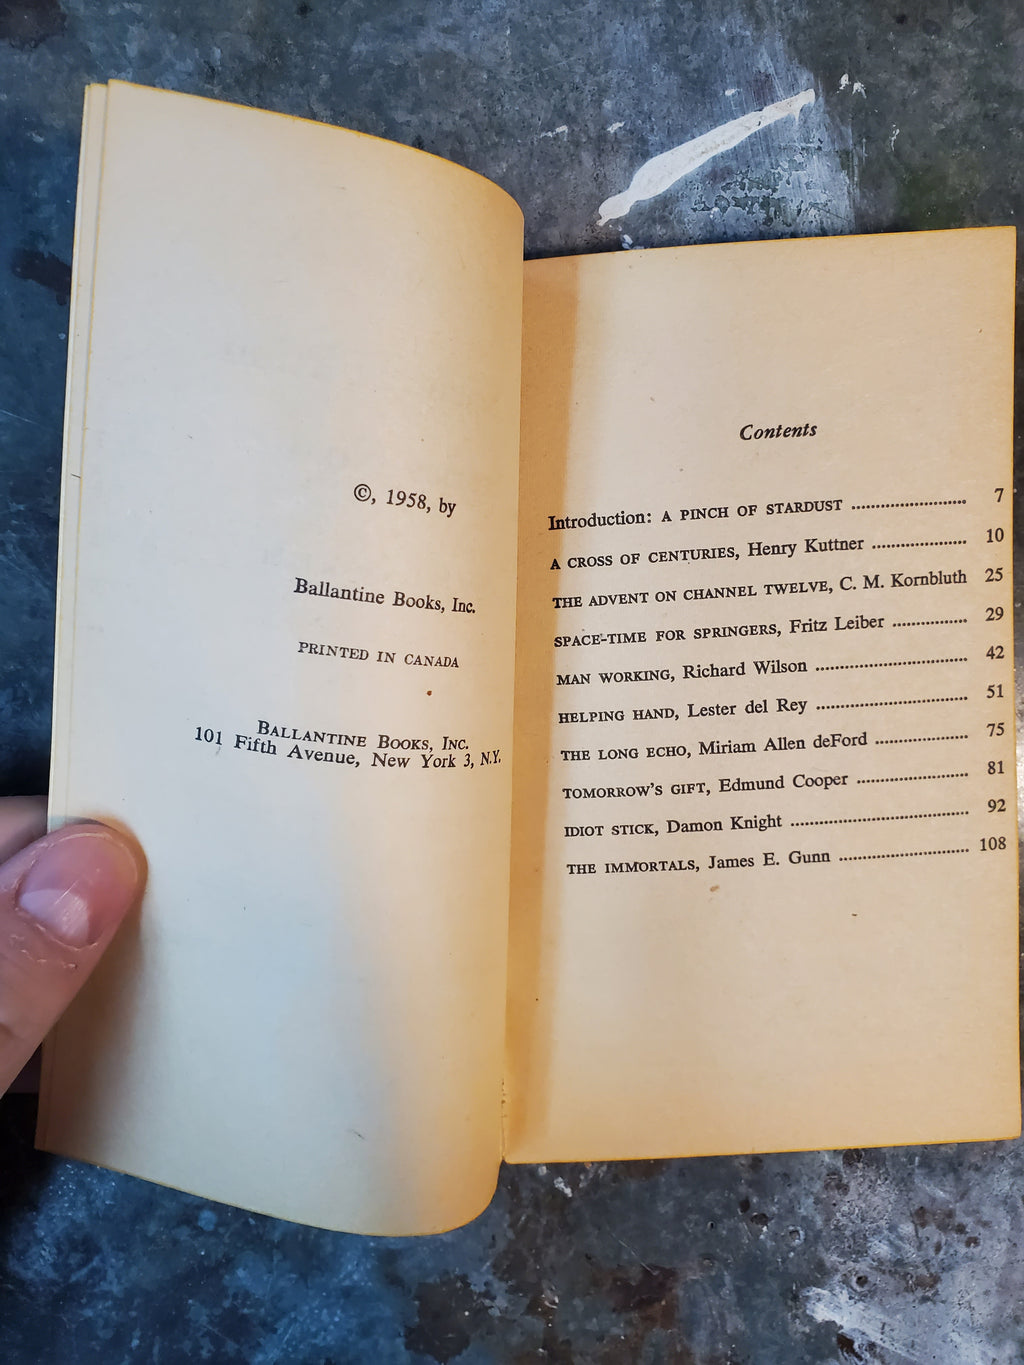 ©, 1958, by
Ballantine Books, Inc.
PRINTED IN CANADA
BALLANTINE BOOKS, INC.
101 Fifth Avenue, New York 3, N.Y.
Contents
Introduction: A PINCH OF STARDUST ........................ 7
A CROSS OF CENTURIES, Henry Kuttner ................... 10
THE ADVENT ON CHANNEL TWELVE, C. M. Kornbluth 25
SPACE-TIME FOR SPRINGERS, Fritz Leiber ............... 29
MAN WORKING, Richard Wilson .............................. 42
HELPING HAND, Lester del Rey .............................. 51
THE LONG ECHO, Miriam Allen deFord ................... 75
TOMORROW'S GIFT, Edmund Cooper ...................... 81
IDIOT STICK, Damon Knight .................................. 92
THE IMMORTALS, James E. Gunn .......................... 108